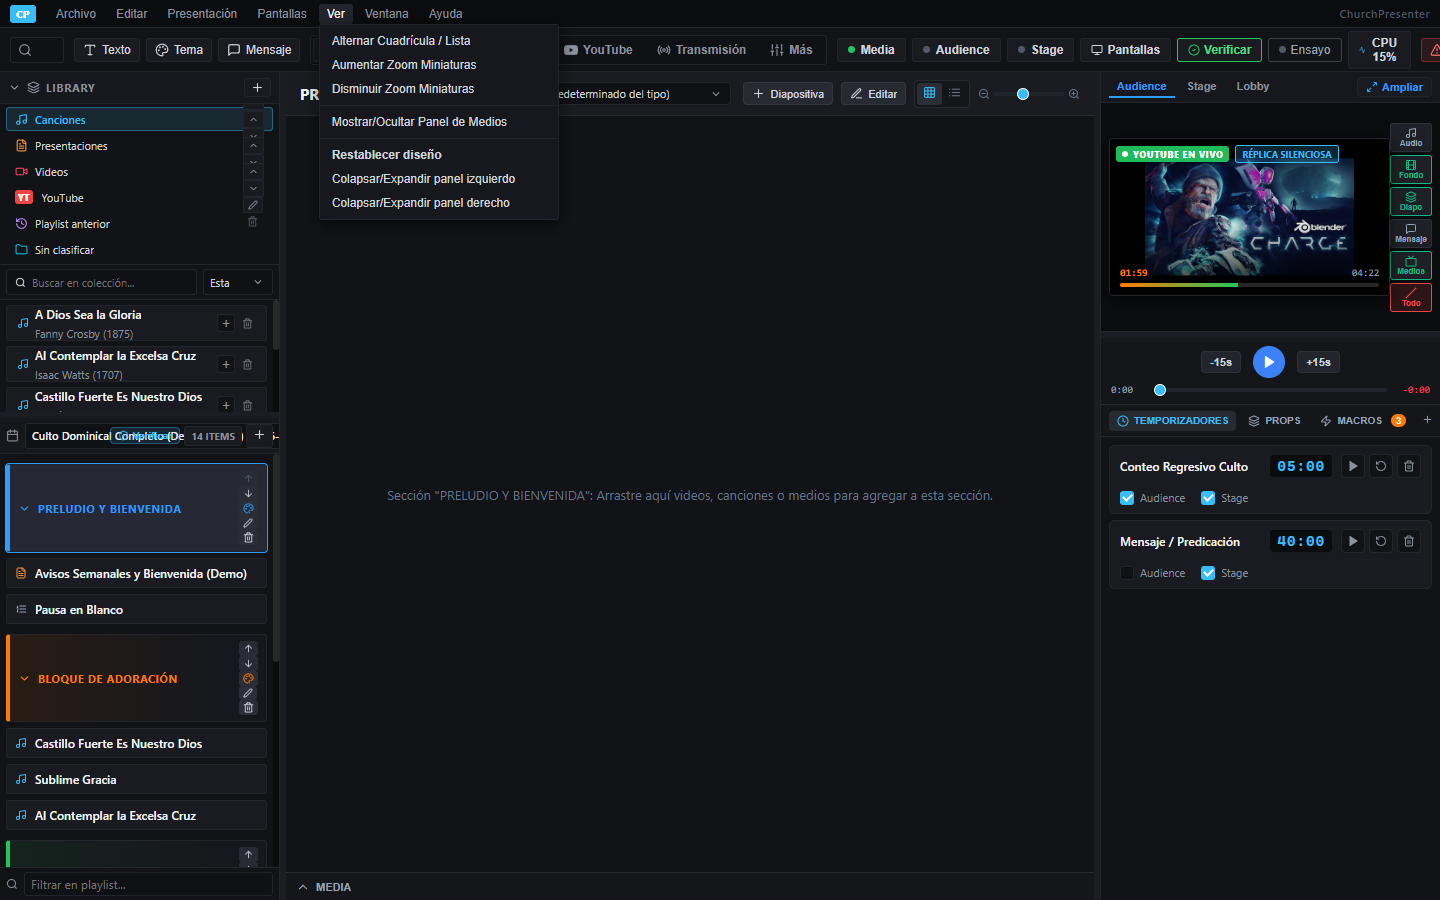 CP Archivo Editar Presentación Pantallas Ver Ventana Ayuda ChurchPresenter
Texto Tema Mensaje YouTube Transmisión Más Media Audience Stage Pantallas Verificar Ensayo CPU 15%
Alternar Cuadrícula / Lista
Aumentar Zoom Miniaturas
Disminuir Zoom Miniaturas
Mostrar/Ocultar Panel de Medios
Restablecer diseño
Colapsar/Expandir panel izquierdo
Colapsar/Expandir panel derecho
LIBRARY
Canciones
Presentaciones
Videos
YT YouTube
Playlist anterior
Sin clasificar
Buscar en colección... Esta
A Dios Sea la Gloria
Fanny Crosby (1875)
Al Contemplar la Excelsa Cruz
Isaac Watts (1707)
Castillo Fuerte Es Nuestro Dios
Culto Dominical Completo (De 14 ITEMS
PRELUDIO Y BIENVENIDA
Avisos Semanales y Bienvenida (Demo)
Pausa en Blanco
BLOQUE DE ADORACIÓN
Castillo Fuerte Es Nuestro Dios
Sublime Gracia
Al Contemplar la Excelsa Cruz
Filtrar en playlist...
PR edeterminado del tipo) Diapositiva Editar
Sección "PRELUDIO Y BIENVENIDA": Arrastre aquí videos, canciones o medios para agregar a esta sección.
MEDIA
Audience Stage Lobby Ampliar
YOUTUBE EN VIVO RÉPLICA SILENCIOSA
blender
CHARGE
01:59 04:22
Audio
Fondo
Diapo
Mensaje
Medios
Todo
-15s +15s
0:00 -0:00
TEMPORIZADORES PROPS MACROS 3
Conteo Regresivo Culto 05:00
Audience Stage
Mensaje / Predicación 40:00
Audience Stage